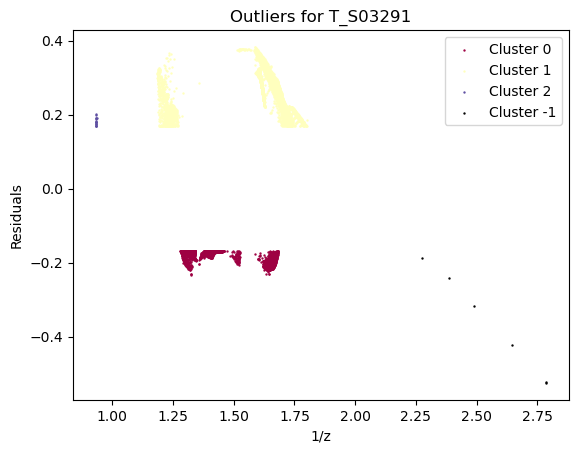 Outliers for T_S03291
Cluster 0
Cluster 1
Cluster 2
Cluster -1
Residuals
0.4
0.2
0.0
−0.2
−0.4
1.00 1.25 1.50 1.75 2.00 2.25 2.50 2.75
1/z